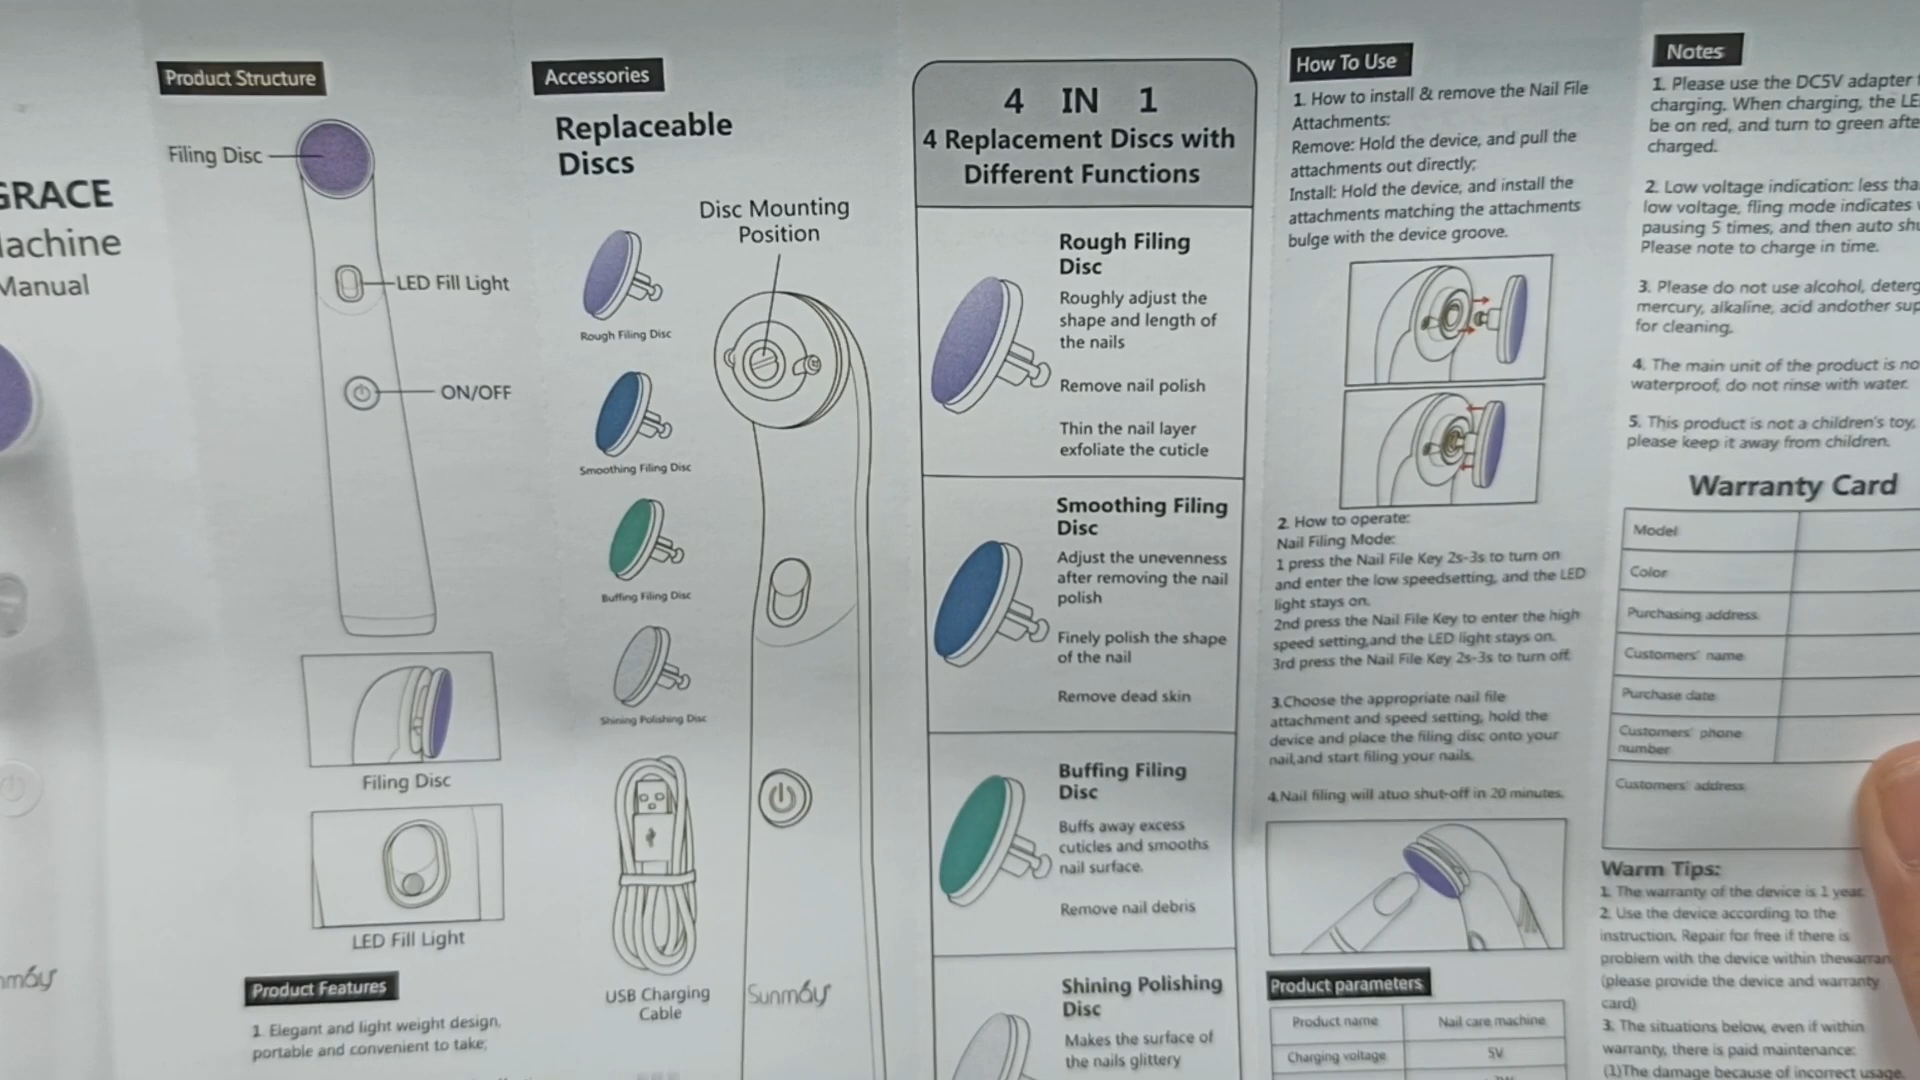 GRACE
Machine
Manual
Product Structure
Filing Disc
LED Fill Light
ON/OFF
Filing Disc
LED Fill Light
Product Features
1. Elegant and light weight design,
portable and convenient to take;
Accessories
Replaceable
Discs
Disc Mounting
Position
Rough Filing Disc
Smoothing Filing Disc
Buffing Filing Disc
Shining Polishing Disc
USB Charging
Cable
Sunmáy
4 IN 1
4 Replacement Discs with
Different Functions
Rough Filing
Disc
Roughly adjust the
shape and length of
the nails
Remove nail polish
Thin the nail layer
exfoliate the cuticle
Smoothing Filing
Disc
Adjust the unevenness
after removing the nail
polish
Finely polish the shape
of the nail
Remove dead skin
Buffing Filing
Disc
Buffs away excess
cuticles and smooths
nail surface.
Remove nail debris
Shining Polishing
Disc
Makes the surface of
the nails glittery
How To Use
1. How to install & remove the Nail File
Attachments:
Remove: Hold the device, and pull the
attachments out directly;
Install: Hold the device, and install the
attachments matching the attachments
bulge with the device groove.
2. How to operate:
Nail Filing Mode:
1 press the Nail File Key 2s-3s to turn on
and enter the low speedsetting, and the LED
light stays on.
2nd press the Nail File Key to enter the high
speed setting,and the LED light stays on.
3rd press the Nail File Key 2s-3s to turn off.
3.Choose the appropriate nail file
attachment and speed setting, hold the
device and place the filing disc onto your
nail,and start filing your nails.
4.Nail filing will atuo shut-off in 20 minutes.
Product parameters
Product name Nail care machine
Charging voltage 5V
Notes
1. Please use the DC5V adapter
charging. When charging, the LE
be on red, and turn to green afte
charged.
2. Low voltage indication: less tha
low voltage, fling mode indicates
pausing 5 times, and then auto shu
Please note to charge in time.
3. Please do not use alcohol, deterg
mercury, alkaline, acid andother sup
for cleaning.
4. The main unit of the product is no
waterproof, do not rinse with water.
5. This product is not a children's toy,
please keep it away from children.
Warranty Card
Model
Color
Purchasing address
Customers' name
Purchase date
Customers' phone
number
Customers' address
Warm Tips:
1. The warranty of the device is 1 year.
2. Use the device according to the
instruction. Repair for free if there is
problem with the device within thewarran
(please provide the device and warranty
card)
3. The situations below, even if within
warranty, there is paid maintenance:
(1)The damage because of incorrect usage,